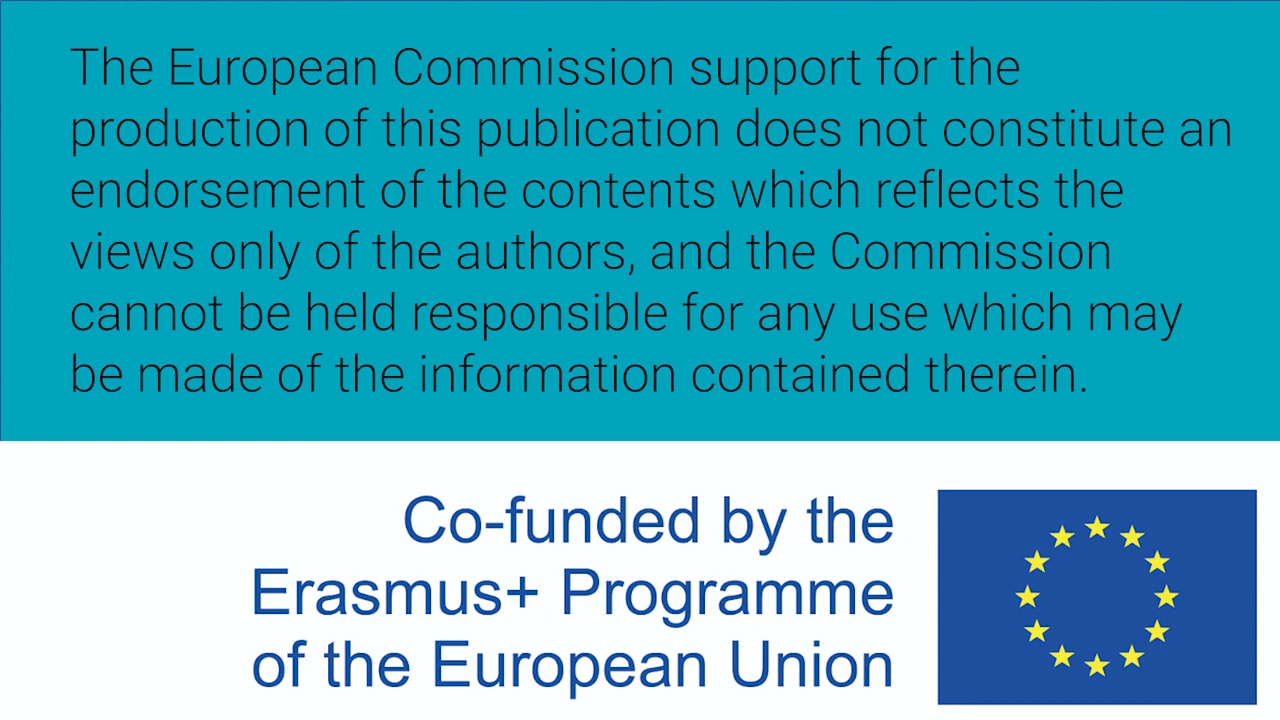 The European Commission support for the
production of this publication does not constitute an
endorsement of the contents which reflects the
views only of the authors, and the Commission
cannot be held responsible for any use which may
be made of the information contained therein.
Co-funded by the
Erasmus+ Programme
of the European Union